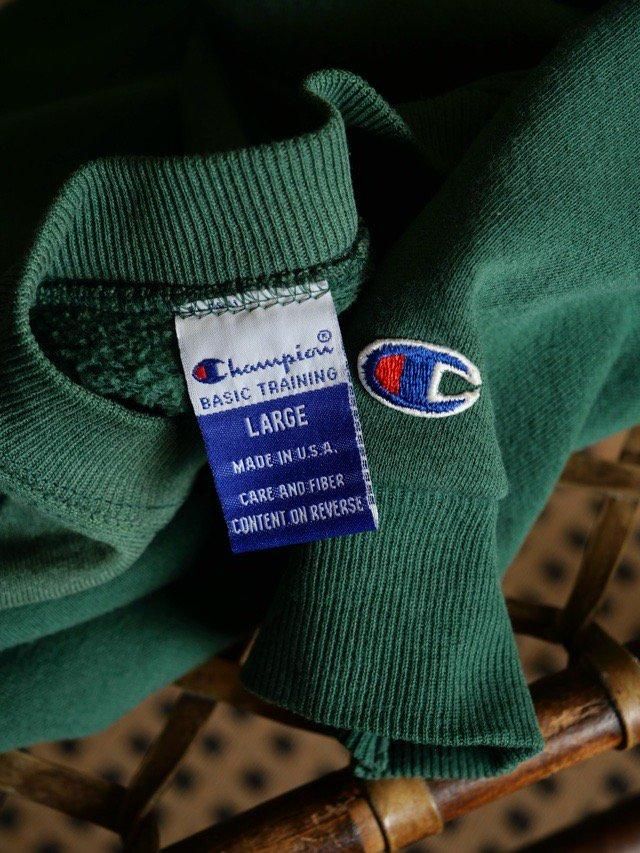 Champion®
BASIC TRAINING
LARGE
MADE IN U.S.A.
CARE AND FIBER
CONTENT ON REVERSE